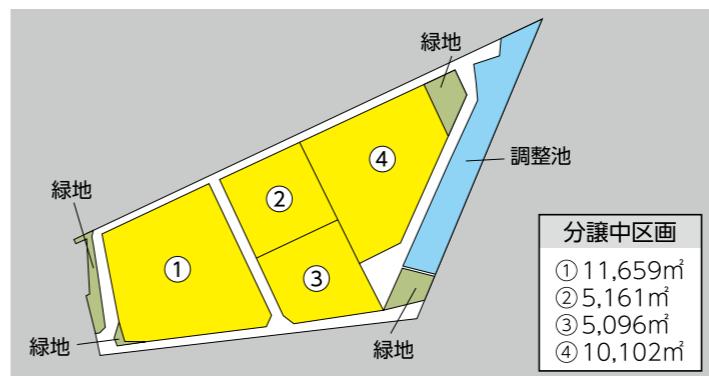 緑地
④
調整池
緑地
②
①
③
緑地
緑地
分譲中区画
①11,659㎡
②5,161㎡
③5,096㎡
④10,102㎡